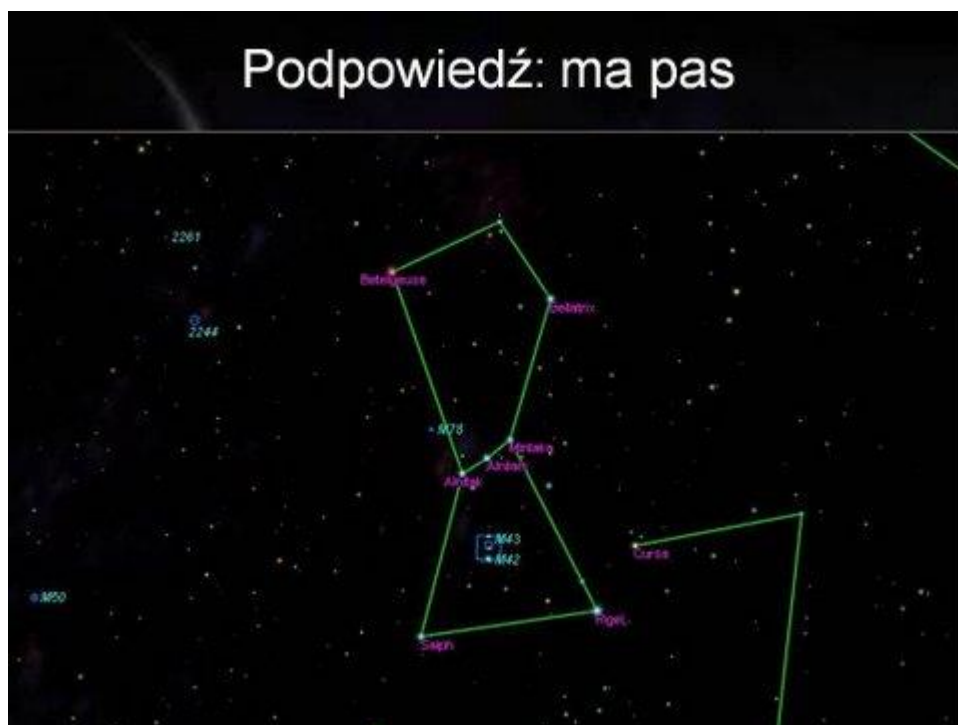 Podpowiedź: ma pas
2261
Betelgeuse
Bellatrix
2244
M78
Mintaka
Alnilam
Alnitak
M43
Cursa
M42
M50
Rigel
Saiph